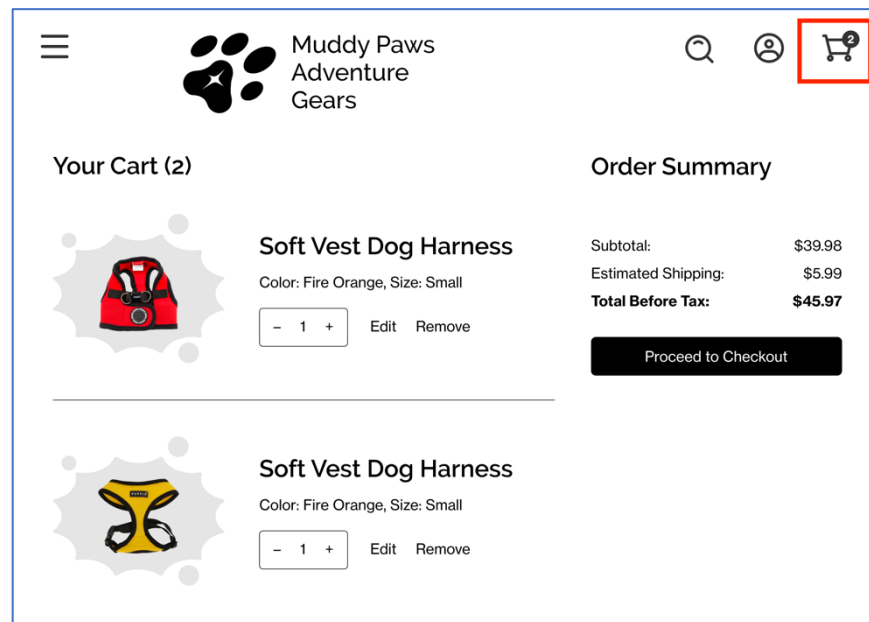 Muddy Paws
Adventure
Gears
2
Your Cart (2)
Order Summary
Soft Vest Dog Harness
Color: Fire Orange, Size: Small
– 1 + Edit Remove
Subtotal: $39.98
Estimated Shipping: $5.99
Total Before Tax: $45.97
Proceed to Checkout
Soft Vest Dog Harness
Color: Fire Orange, Size: Small
– 1 + Edit Remove